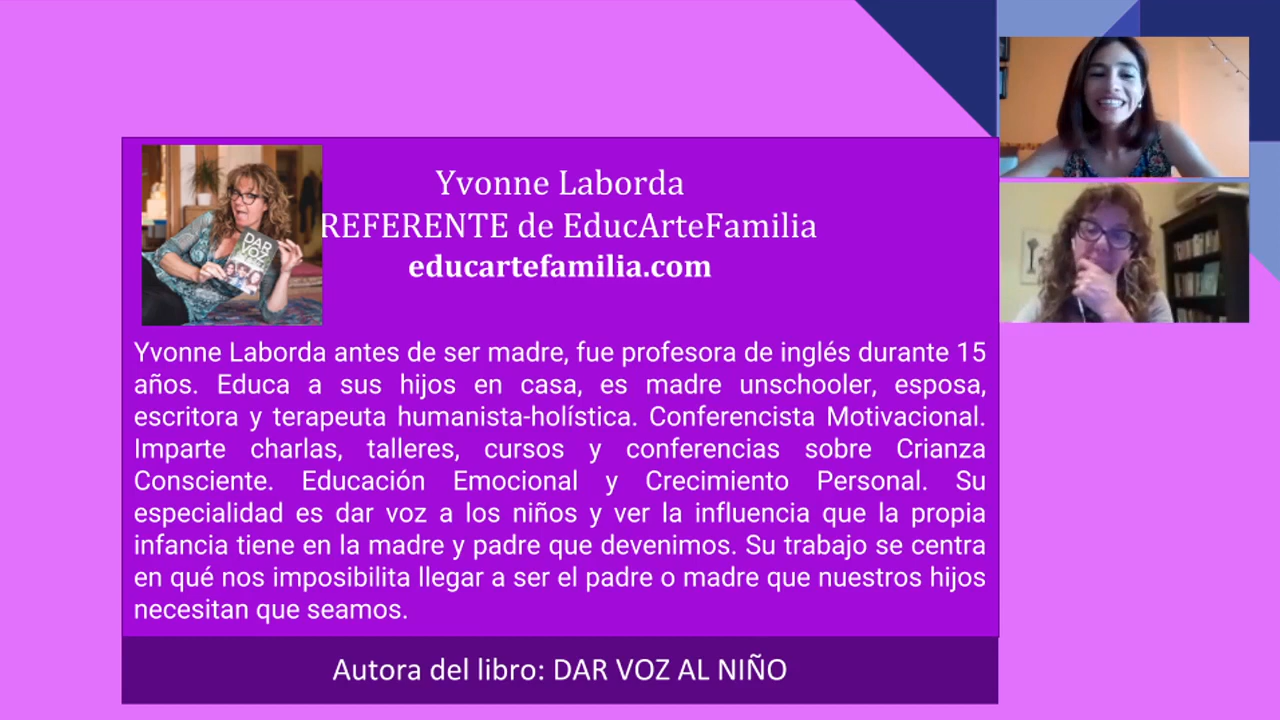 Yvonne Laborda
REFERENTE de EducArteFamilia
educartefamilia.com
DAR
VOZ
Yvonne Laborda antes de ser madre, fue profesora de inglés durante 15
años. Educa a sus hijos en casa, es madre unschooler, esposa,
escritora y terapeuta humanista-holística. Conferencista Motivacional.
Imparte charlas, talleres, cursos y conferencias sobre Crianza
Consciente. Educación Emocional y Crecimiento Personal. Su
especialidad es dar voz a los niños y ver la influencia que la propia
infancia tiene en la madre y padre que devenimos. Su trabajo se centra
en qué nos imposibilita llegar a ser el padre o madre que nuestros hijos
necesitan que seamos.
Autora del libro: DAR VOZ AL NIÑO